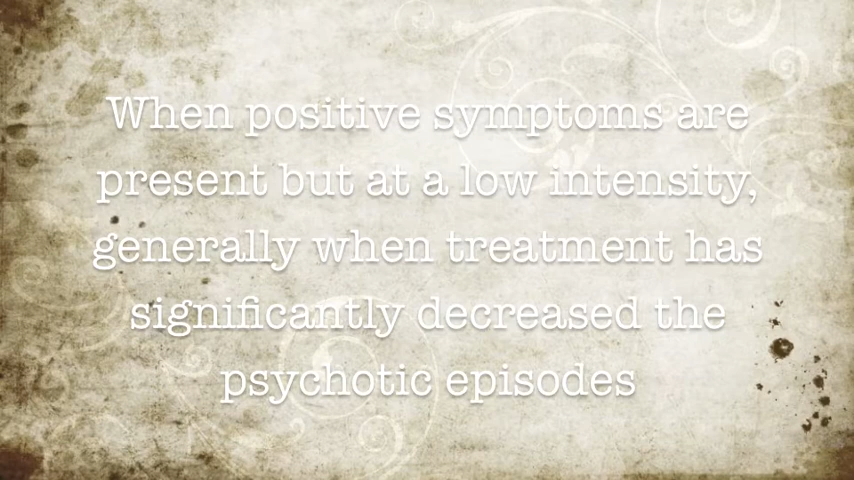 When positive symptoms are
present but at a low intensity,
generally when treatment has
significantly decreased the
psychotic episodes